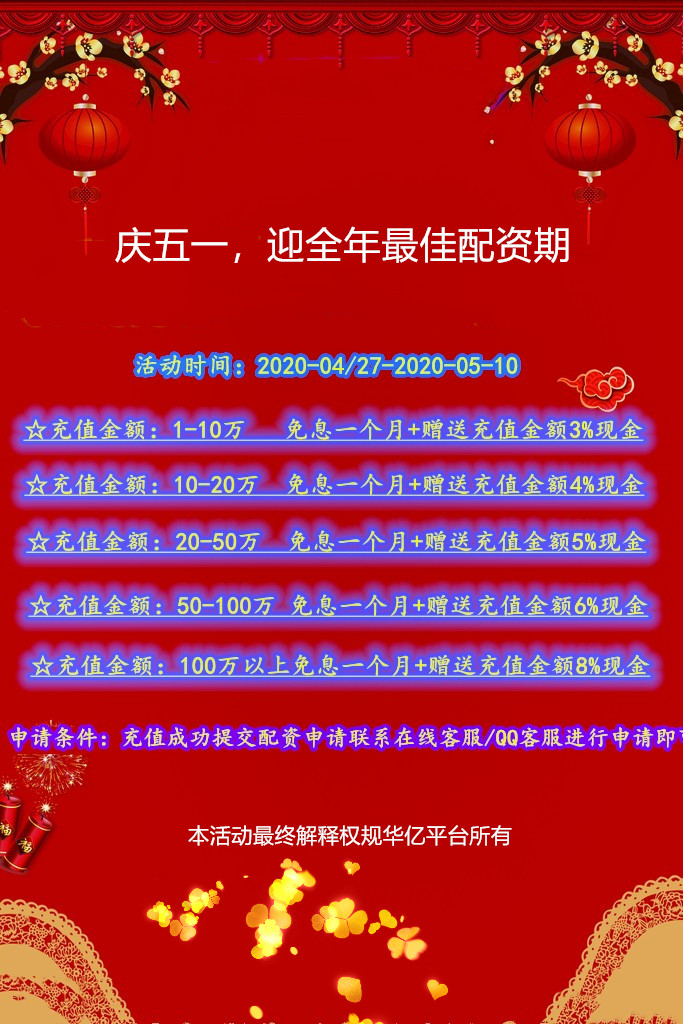 庆五一，迎全年最佳配资期
活动时间：2020-04/27-2020-05-10
☆充值金额：1-10万 免息一个月+赠送充值金额3%现金
☆充值金额：10-20万 免息一个月+赠送充值金额4%现金
☆充值金额：20-50万 免息一个月+赠送充值金额5%现金
☆充值金额：50-100万 免息一个月+赠送充值金额6%现金
☆充值金额：100万以上免息一个月+赠送充值金额8%现金
申请条件：充值成功提交配资申请联系在线客服/QQ客服进行申请即可
福
福
本活动最终解释权规华亿平台所有